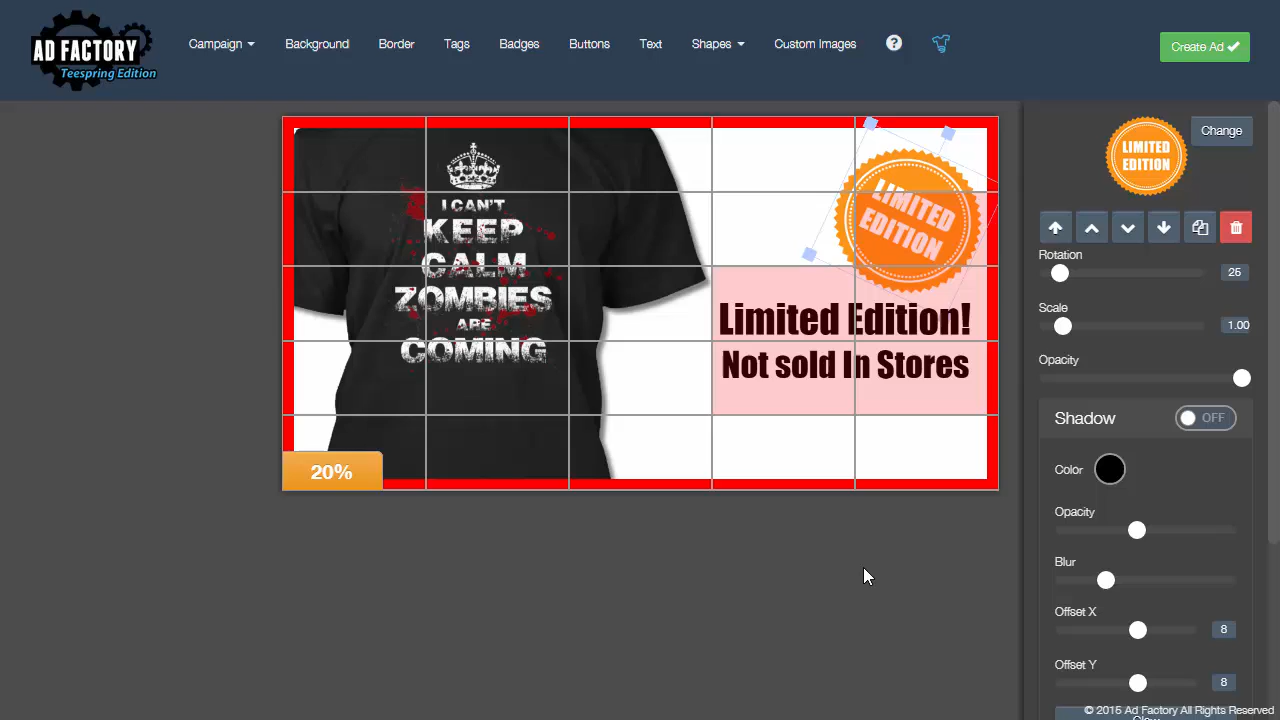 AD FACTORY
Teespring Edition
Campaign
Background
Border
Tags
Badges
Buttons
Text
Shapes
Custom Images
?
Create Ad
I CAN'T
KEEP
CALM
ZOMBIES
ARE
COMING
LIMITED
EDITION
Limited Edition!
Not sold In Stores
20%
LIMITED
EDITION
Change
Rotation
25
Scale
1.00
Opacity
Shadow
OFF
Color
Opacity
Blur
Offset X
8
Offset Y
8
Glow
© 2015 Ad Factory All Rights Reserved